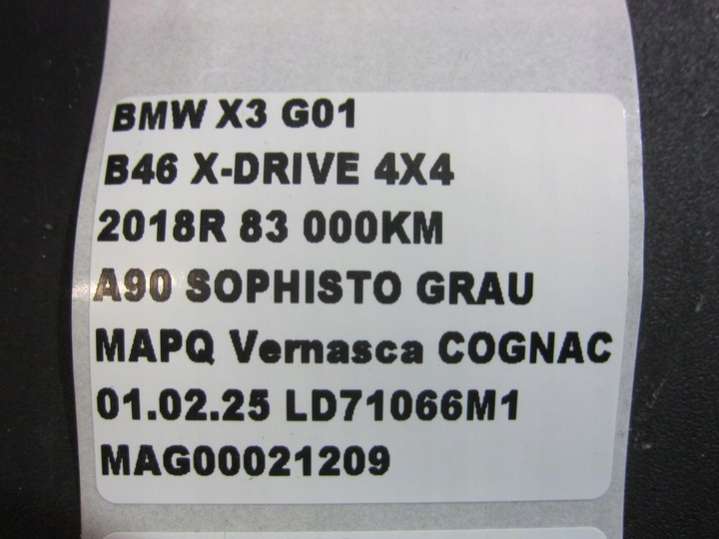 BMW X3 G01
B46 X-DRIVE 4X4
2018R 83 000KM
A90 SOPHISTO GRAU
MAPQ Vernasca COGNAC
01.02.25 LD71066M1
MAG00021209